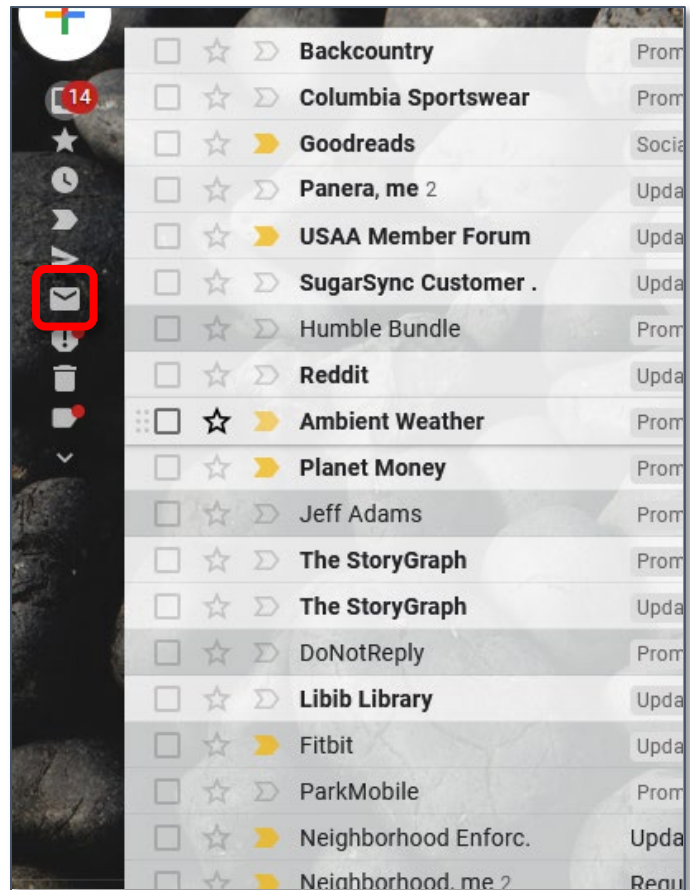 Backcountry Prom
14
Columbia Sportswear Prom
Goodreads Socia
Panera, me 2 Upda
USAA Member Forum Upda
SugarSync Customer . Upda
Humble Bundle Prom
Reddit Upda
Ambient Weather Prom
Planet Money Prom
Jeff Adams Prom
The StoryGraph Prom
The StoryGraph Upda
DoNotReply Prom
Libib Library Upda
Fitbit Upda
ParkMobile Prom
Neighborhood Enforc. Upda
Neighborhood, me 2 Requ